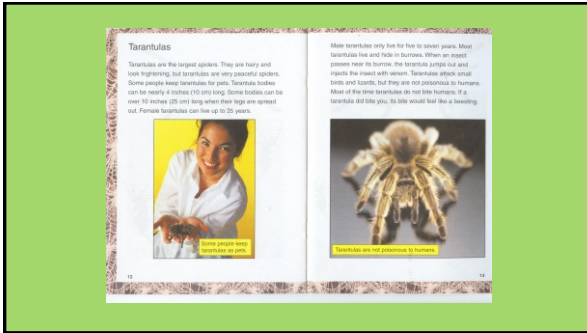 Tarantulas
Tarantulas are the largest spiders. They are hairy and
look frightening, but tarantulas are very peaceful spiders.
Some people keep tarantulas for pets. Tarantula bodies
can be nearly 4 inches (10 cm) long. Some bodies can be
over 10 inches (25 cm) long when their legs are spread
out. Female tarantulas can live up to 35 years.
Some people keep
tarantulas as pets.
12
Male tarantulas only live for five to seven years. Most
tarantulas live and hide in burrows. When an insect
passes near its burrow, the tarantula jumps out and
injects the insect with venom. Tarantulas attack small
birds and lizards, but they are not poisonous to humans.
Most of the time tarantulas do not bite humans. If a
tarantula did bite you, its bite would feel like a beesting.
Tarantulas are not poisonous to humans.
13